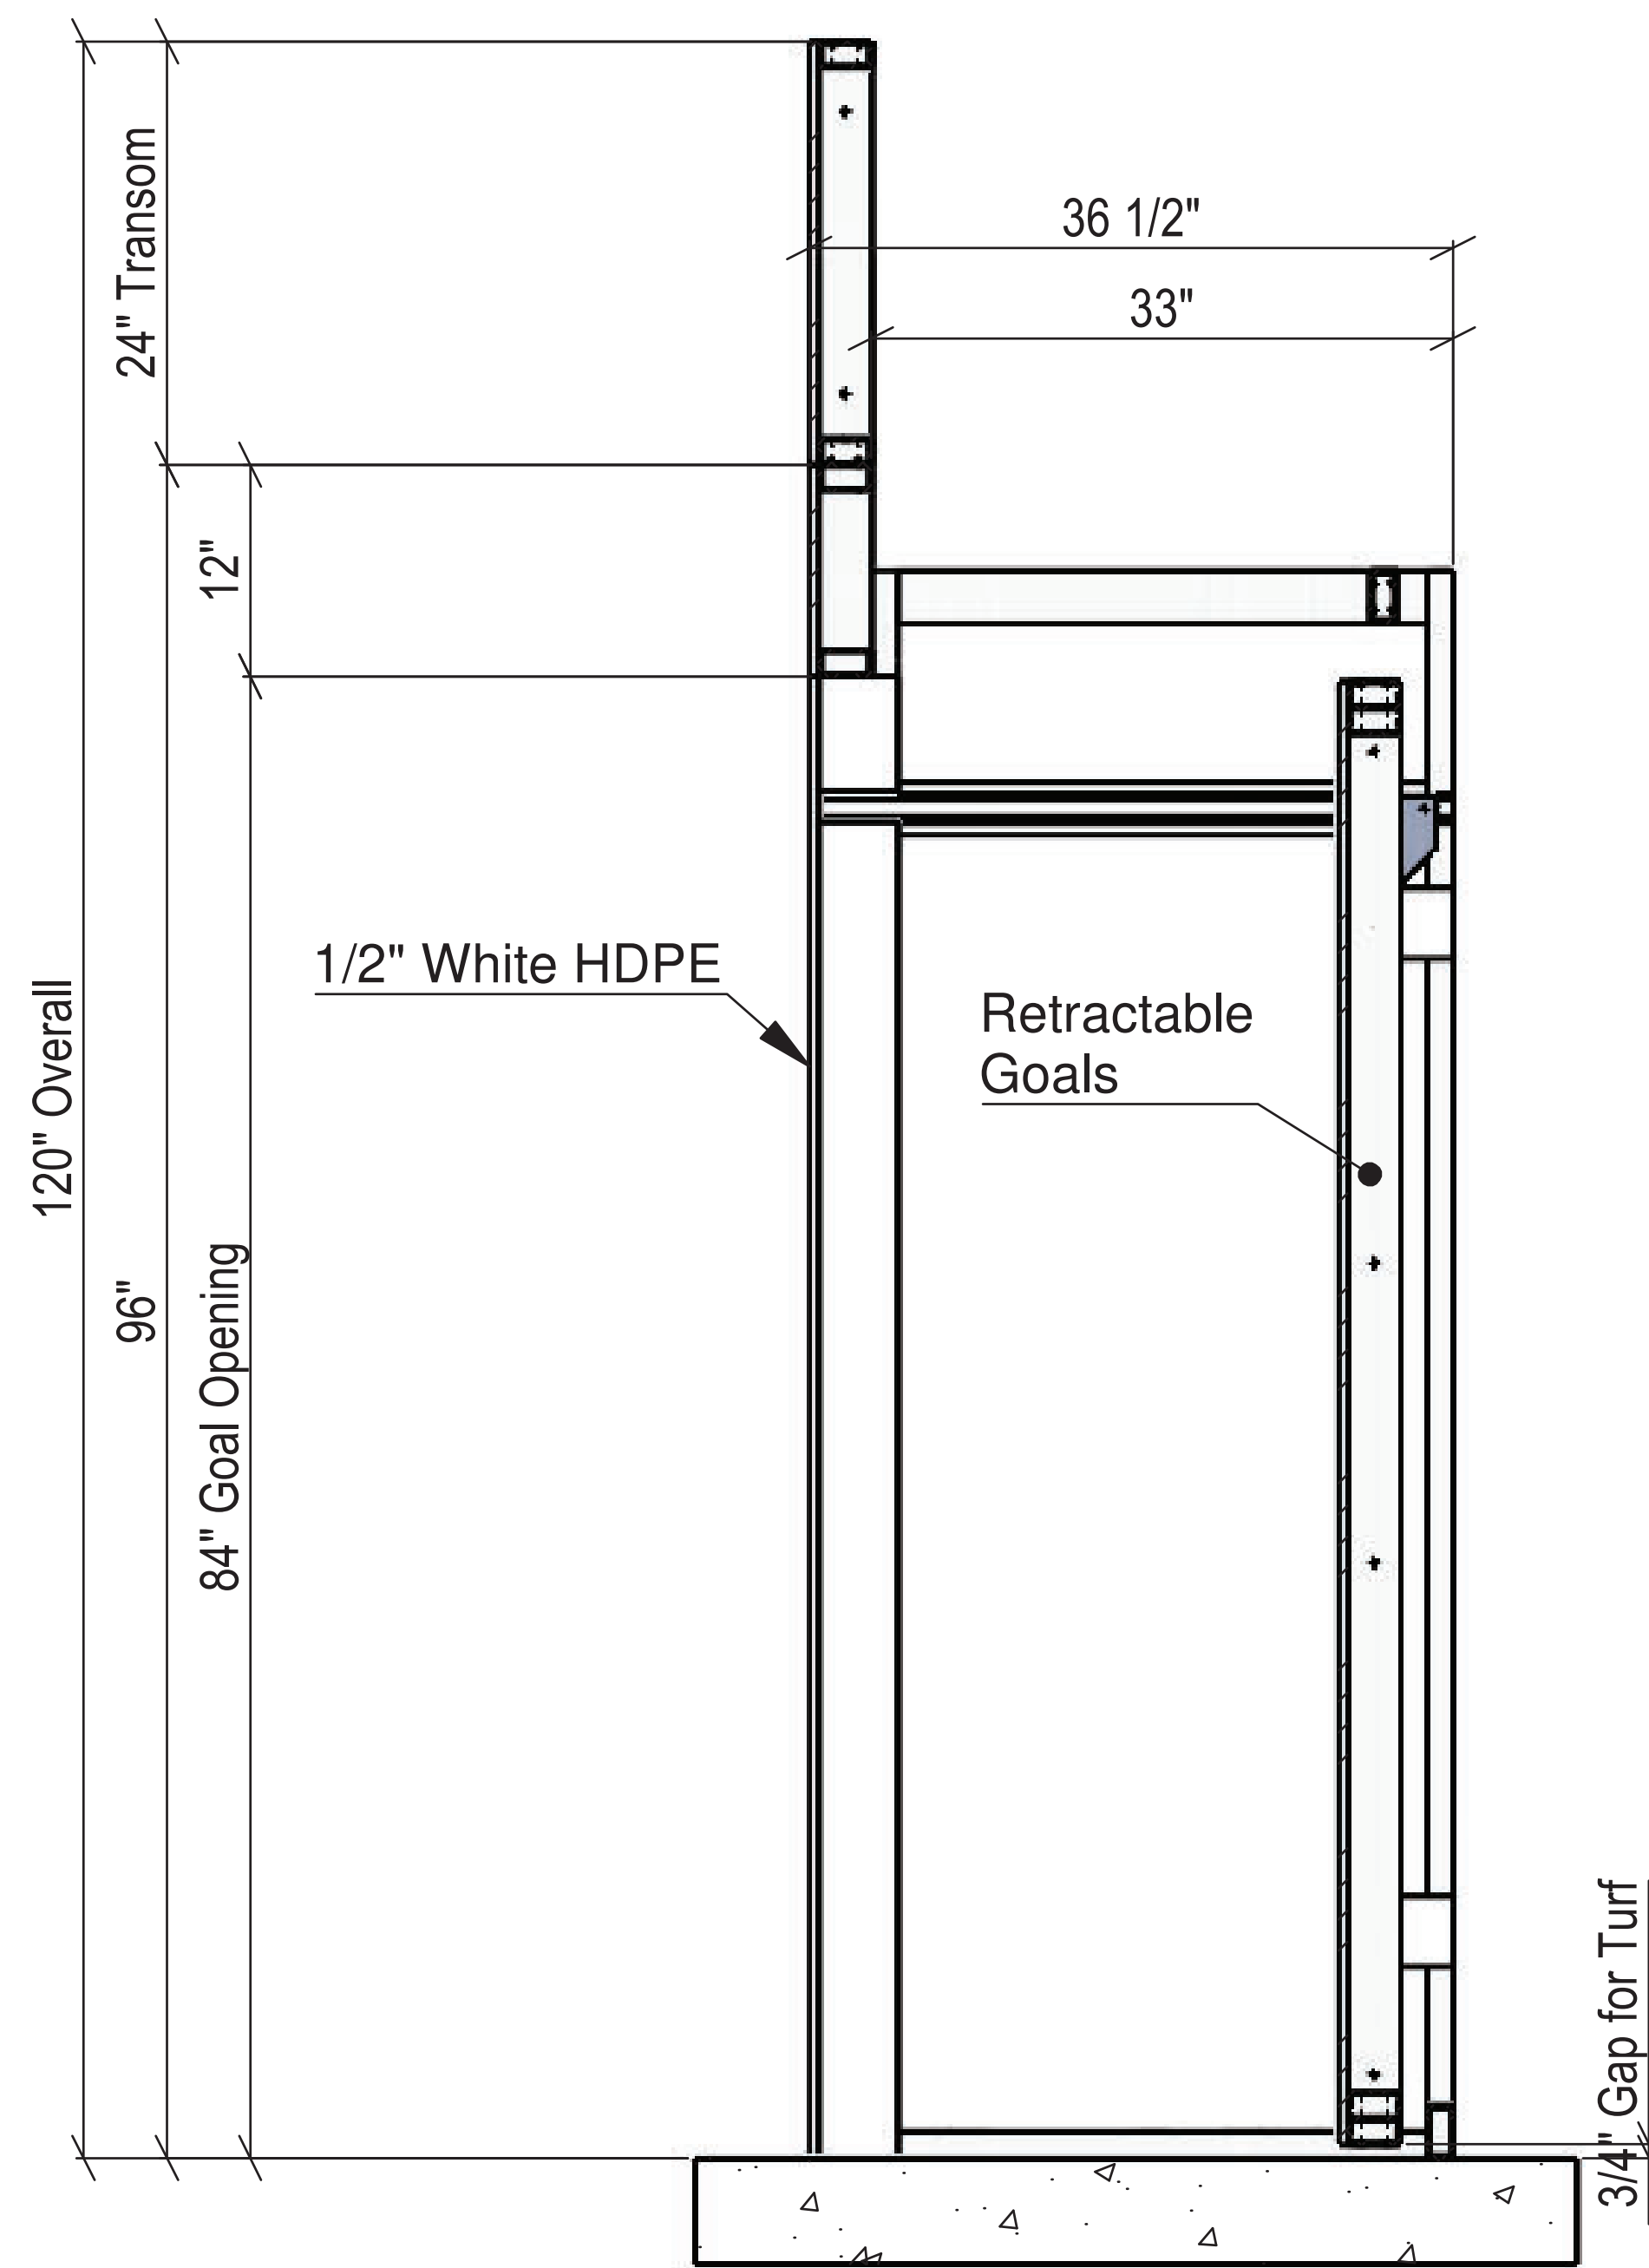 24" Transom
36 1/2"
33"
12"
1/2" White HDPE
Retractable
Goals
120" Overall
96"
84" Goal Opening
3/4" Gap for Turf